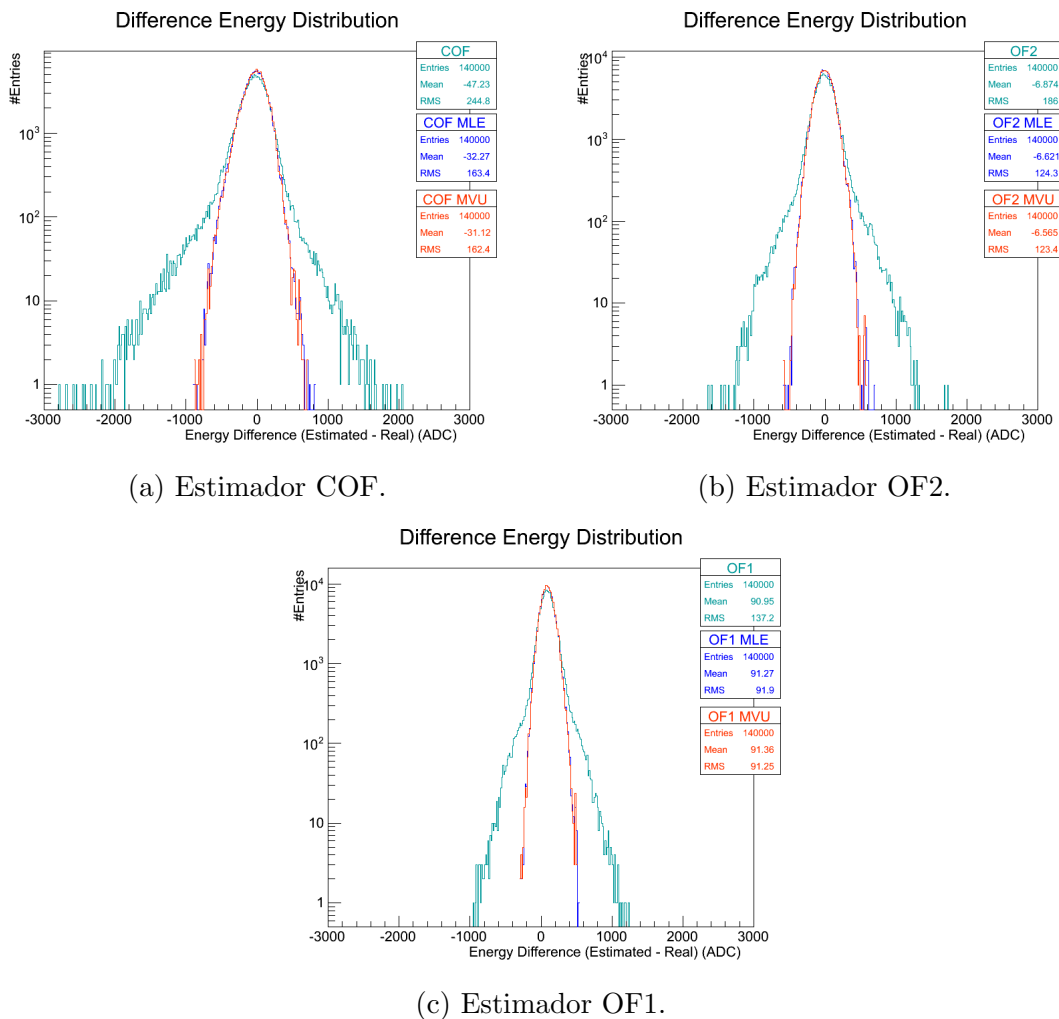 Difference Energy Distribution
#Entries
10³
10²
10
1
-3000 -2000 -1000 0 1000 2000 3000
Energy Difference (Estimated - Real) (ADC)
COF
Entries 140000
Mean -47.23
RMS 244.8
COF MLE
Entries 140000
Mean -32.27
RMS 163.4
COF MVU
Entries 140000
Mean -31.12
RMS 162.4
(a) Estimador COF.
Difference Energy Distribution
#Entries
10⁴
10³
10²
10
1
-3000 -2000 -1000 0 1000 2000 3000
Energy Difference (Estimated - Real) (ADC)
OF2
Entries 140000
Mean -6.874
RMS 186
OF2 MLE
Entries 140000
Mean -6.621
RMS 124.3
OF2 MVU
Entries 140000
Mean -6.565
RMS 123.4
(b) Estimador OF2.
Difference Energy Distribution
#Entries
10⁴
10³
10²
10
1
-3000 -2000 -1000 0 1000 2000 3000
Energy Difference (Estimated - Real) (ADC)
OF1
Entries 140000
Mean 90.95
RMS 137.2
OF1 MLE
Entries 140000
Mean 91.27
RMS 91.9
OF1 MVU
Entries 140000
Mean 91.36
RMS 91.25
(c) Estimador OF1.